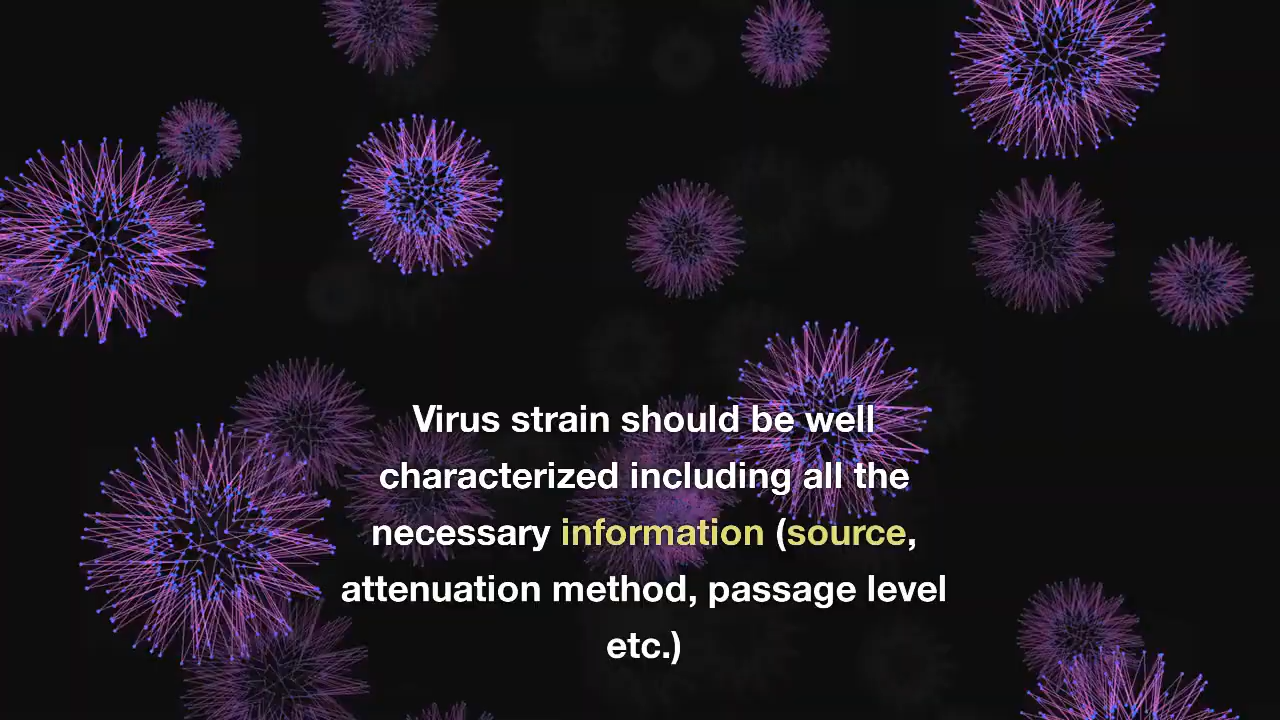 Virus strain should be well
characterized including all the
necessary information (source,
attenuation method, passage level
etc.)